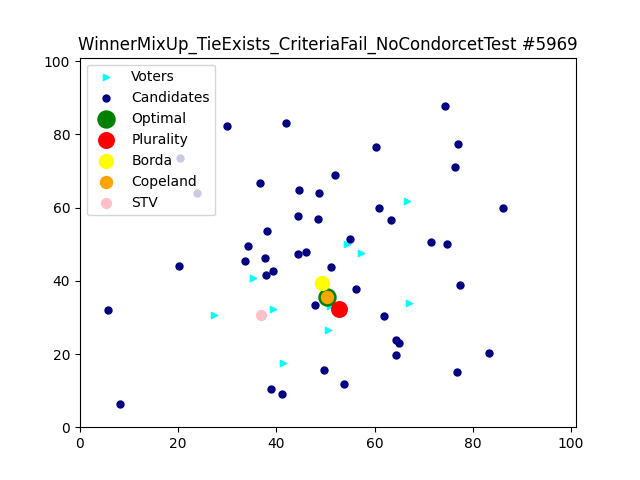 WinnerMixUp_TieExists_CriteriaFail_NoCondorcetTest #5969
Voters
Candidates
Optimal
Plurality
Borda
Copeland
STV
100
80
60
40
20
0
0 20 40 60 80 100